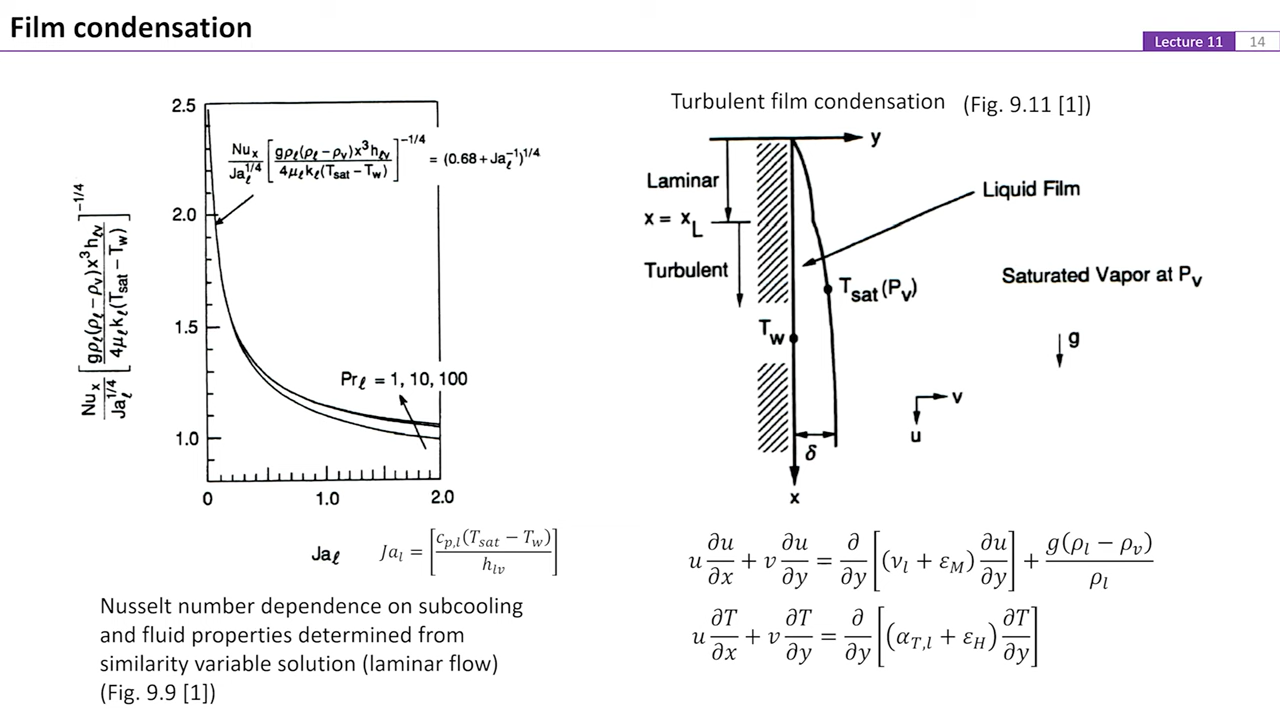 Film condensation
Lecture 11 14
2.5
2.0
1.5
1.0
0 1.0 2.0
Nu_x / Ja_ℓ^{1/4} [gρ_ℓ(ρ_ℓ − ρ_v)x³h_ℓv / 4μ_ℓk_ℓ(T_sat − T_w)]^{−1/4}
Nu_x / Ja_ℓ^{1/4} [gρ_ℓ(ρ_ℓ − ρ_v)x³h_ℓv / 4μ_ℓk_ℓ(T_sat − T_w)]^{−1/4} = (0.68 + Ja_ℓ^{−1})^{1/4}
Pr_ℓ = 1, 10, 100
Ja_ℓ
Ja_l = [c_{p,l}(T_sat − T_w) / h_lv]
Nusselt number dependence on subcooling
and fluid properties determined from
similarity variable solution (laminar flow)
(Fig. 9.9 [1])
Turbulent film condensation (Fig. 9.11 [1])
y
Laminar
x = x_L
Turbulent
Liquid Film
T_sat(P_v)
Saturated Vapor at P_v
T_w
g
v
u
δ
x
u ∂u/∂x + v ∂u/∂y = ∂/∂y [(ν_l + ε_M) ∂u/∂y] + g(ρ_l − ρ_v)/ρ_l
u ∂T/∂x + v ∂T/∂y = ∂/∂y [(α_{T,l} + ε_H) ∂T/∂y]